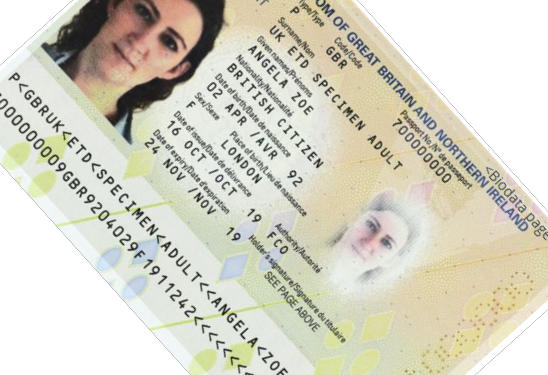 OM OF GREAT BRITAIN AND NORTHERN IRELAND
<Biodata page
Type/Type
P
Code/Code
GBR
Passport No./Nº de passeport
700000000
Surname/Nom
UK ETD SPECIMEN ADULT
Given names/Prénoms
ANGELA ZOE
Nationality/Nationalité
BRITISH CITIZEN
Date of birth/Date de naissance
02 APR /AVR 92
Sex/Sexe
F
Place of birth/Lieu de naissance
LONDON
Date of issue/Date de délivrance
16 OCT /OCT 19
Authority/Autorité
FCO
Date of expiry/Date d'expiration
24 NOV /NOV 19
Holder's signature/Signature du titulaire
SEE PAGE ABOVE
P<GBRUK<ETD<SPECIMEN<ADULT<<ANGELA<ZOE
7000000009GBR9204029F1911242<<<<<<